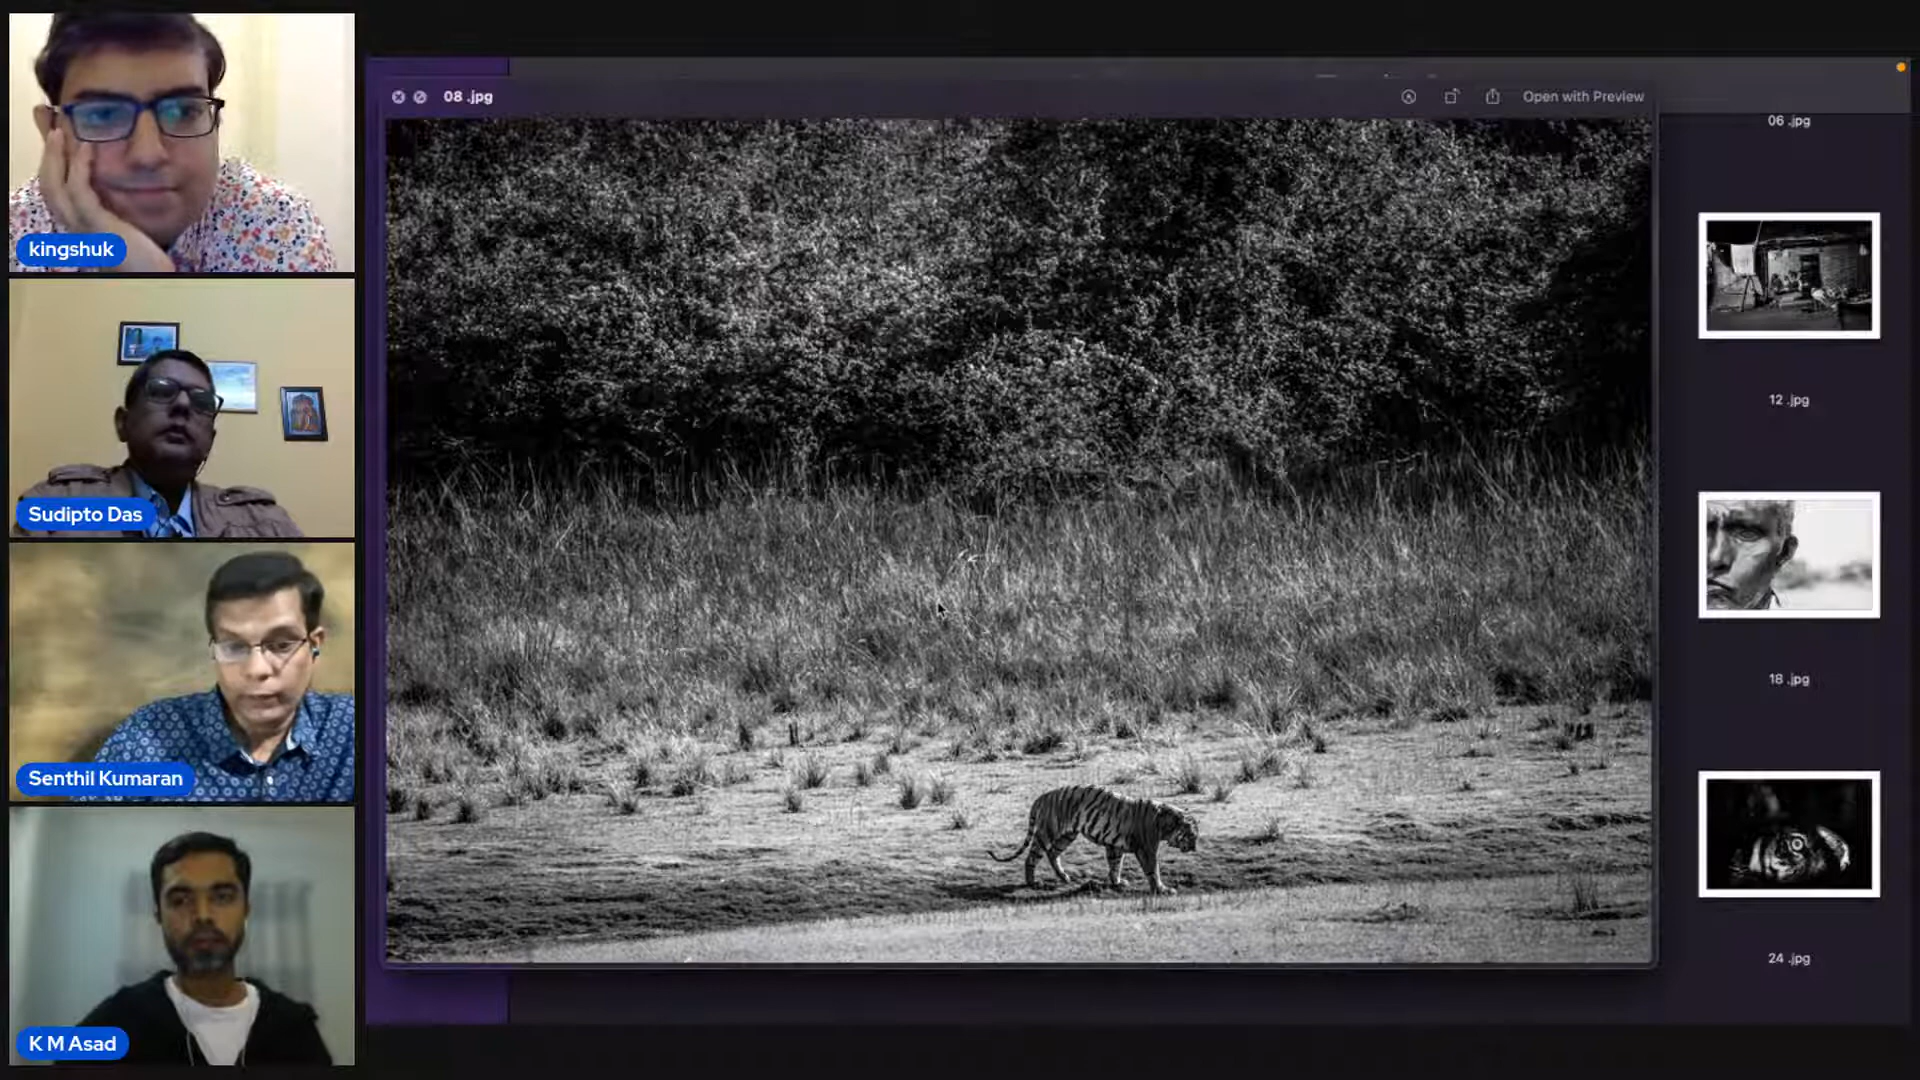 kingshuk
Sudipto Das
Senthil Kumaran
K M Asad
08 .jpg
Open with Preview
06 .jpg
12 .jpg
18 .jpg
24 .jpg